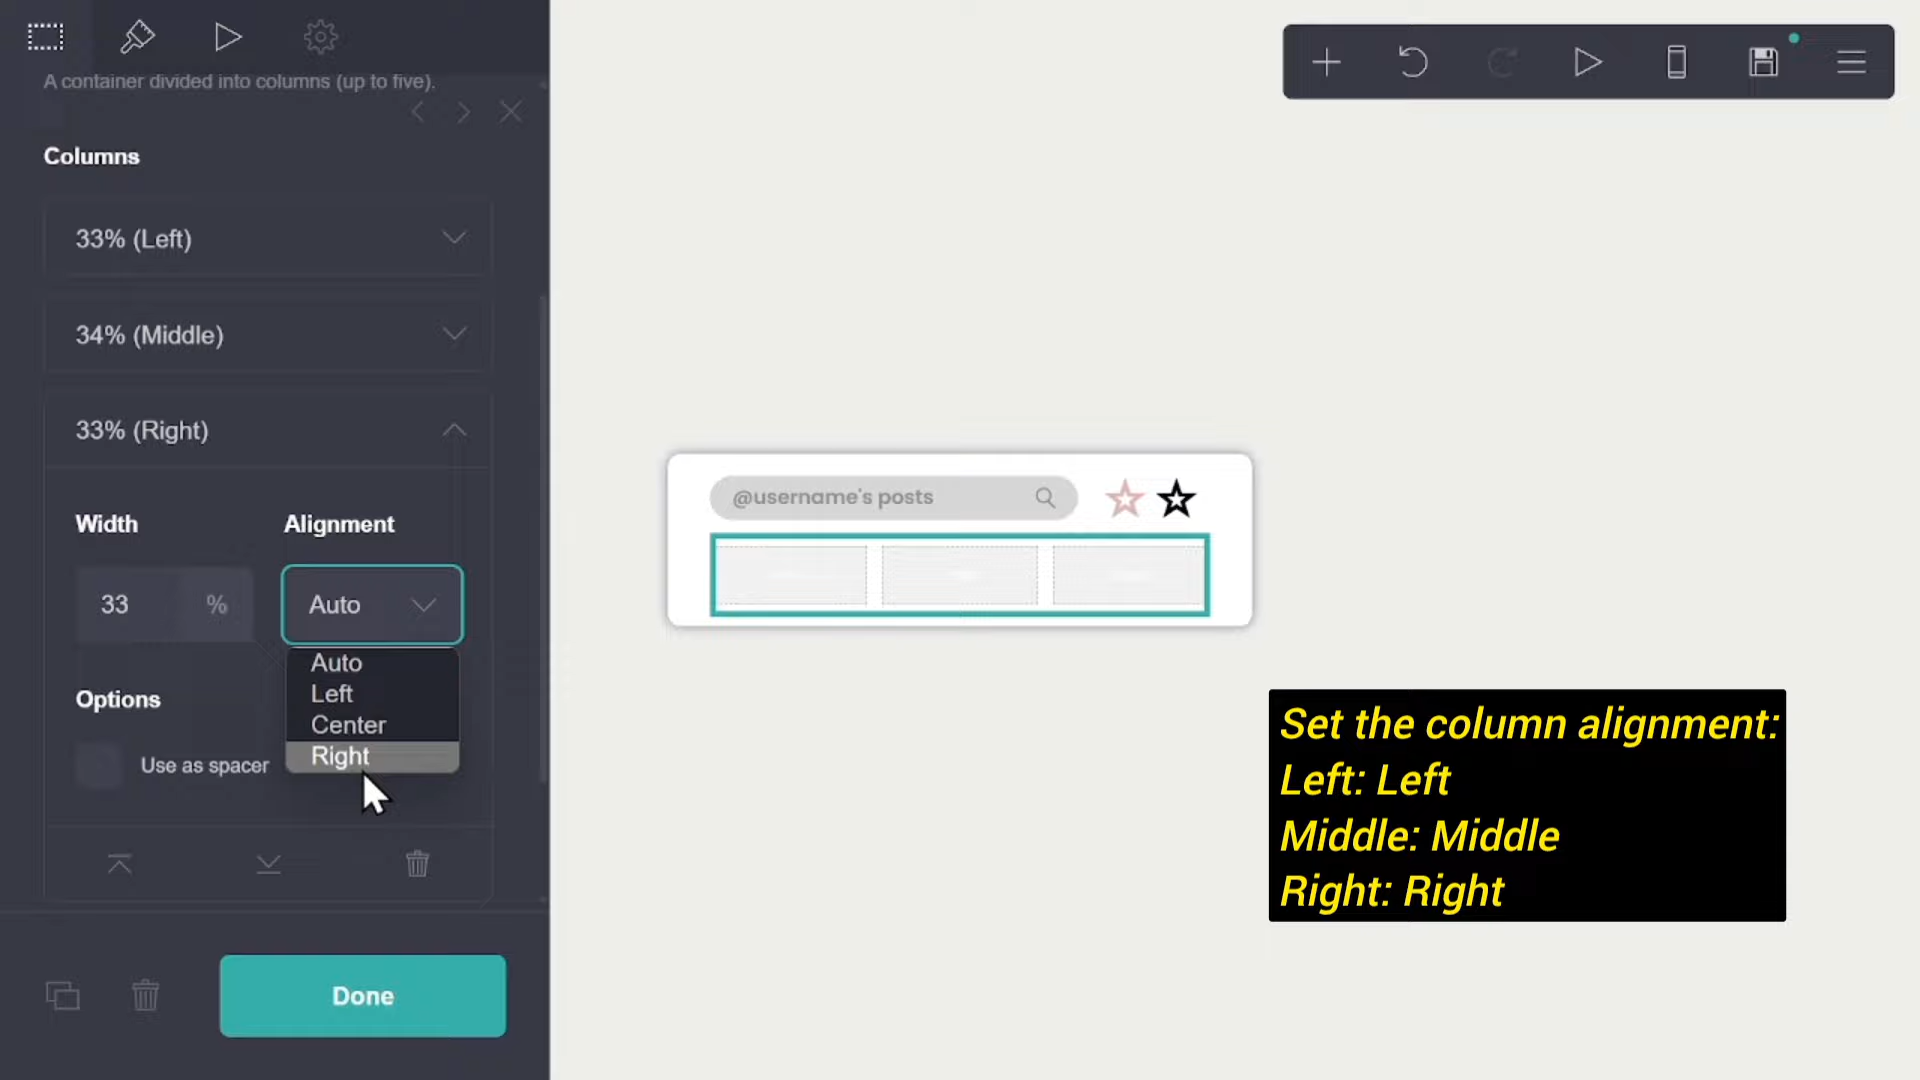 A container divided into columns (up to five).
Columns
33% (Left)
34% (Middle)
33% (Right)
Width
Alignment
33
%
Auto
Auto
Left
Center
Right
Options
Use as spacer
Done
@username's posts
Set the column alignment:
Left: Left
Middle: Middle
Right: Right